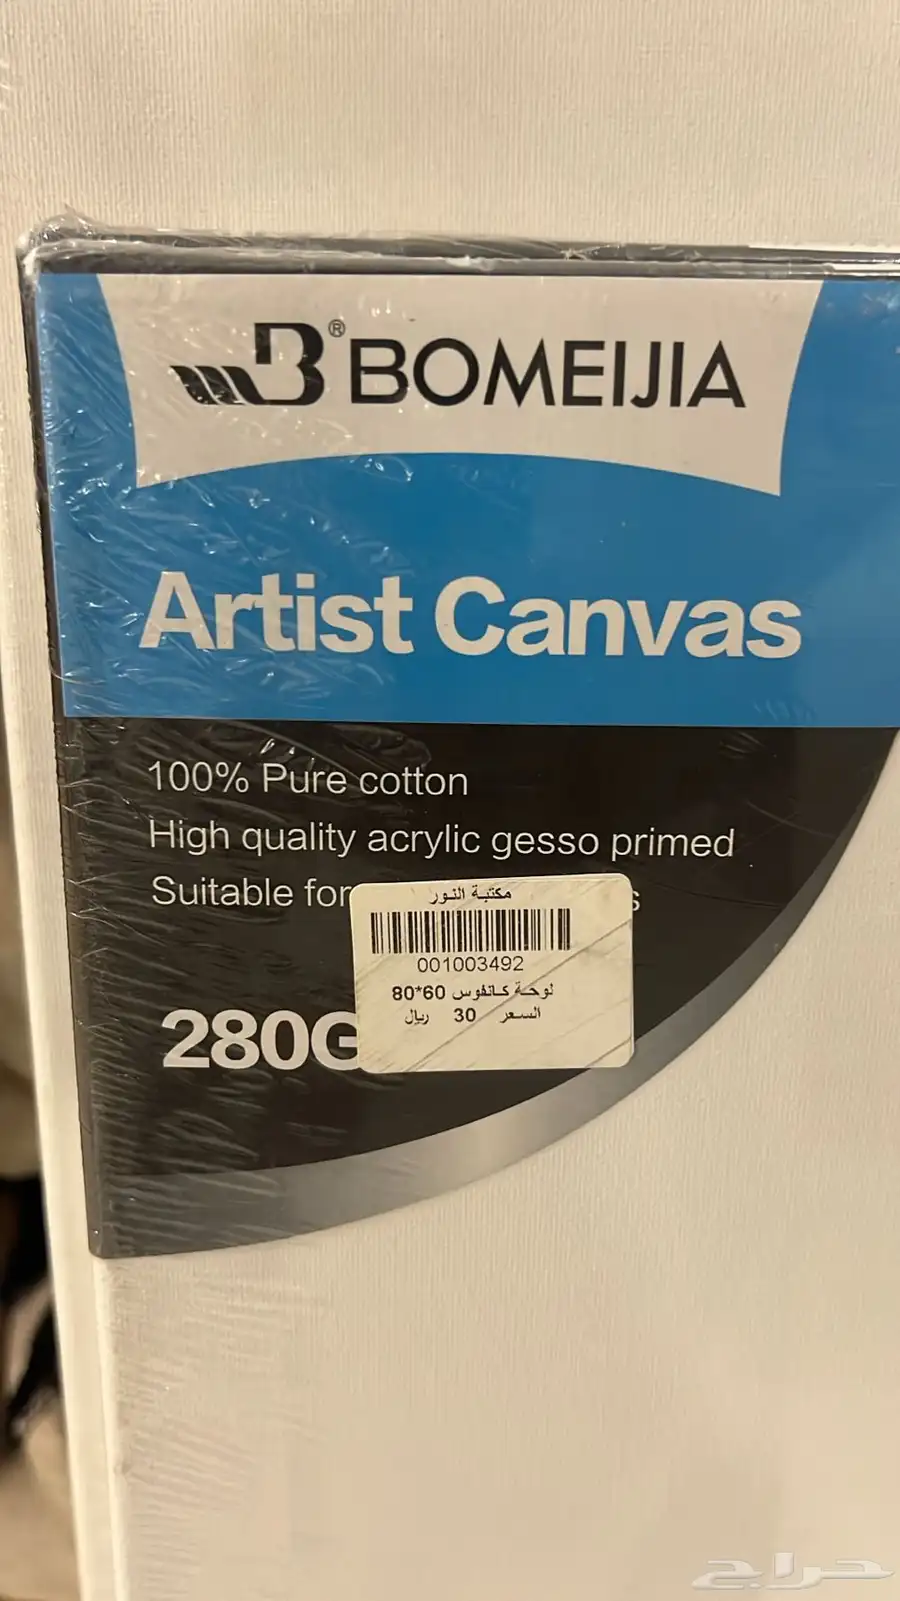 B® BOMEIJIA
Artist Canvas
100% Pure cotton
High quality acrylic gesso primed
Suitable for
مكتبة النور
001003492
لوحة كانفوس 60*80
السعر 30 ريال
280G
حراج